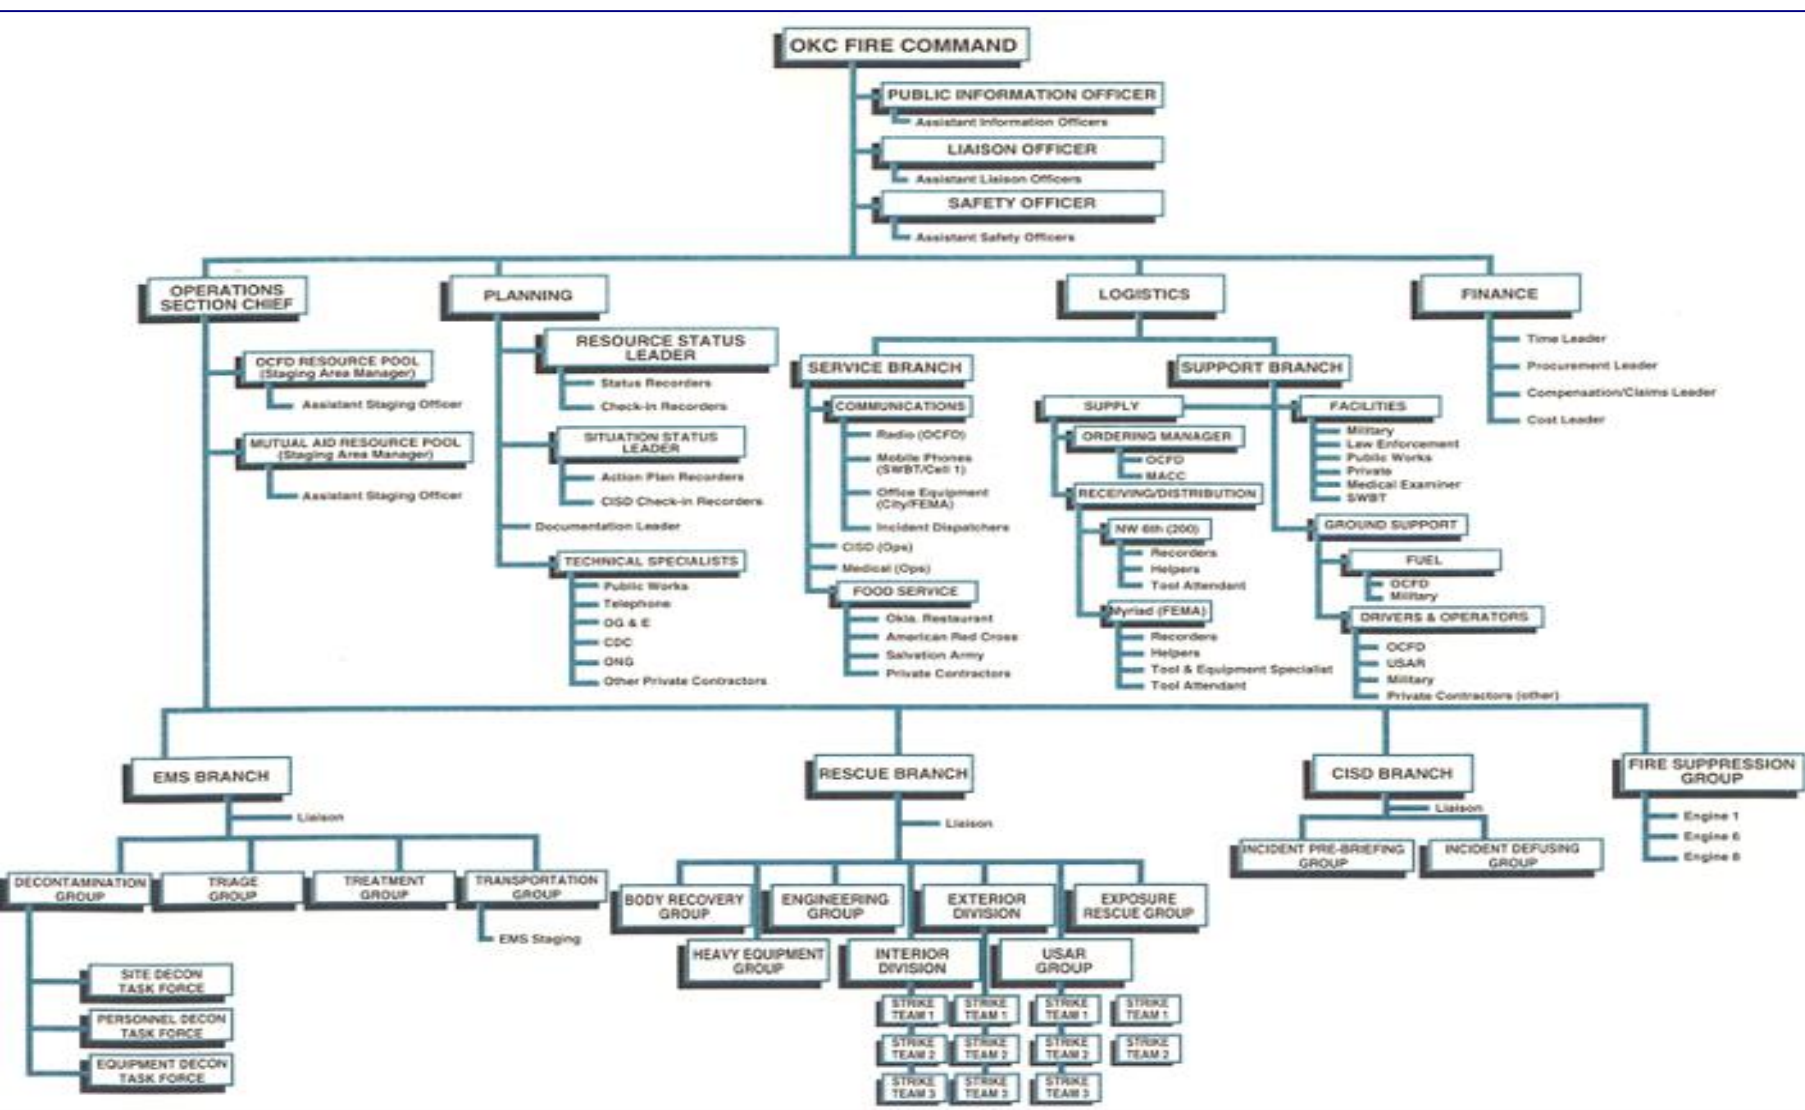 OKC FIRE COMMAND
PUBLIC INFORMATION OFFICER
Assistant Information Officers
LIAISON OFFICER
Assistant Liaison Officers
SAFETY OFFICER
Assistant Safety Officers
OPERATIONS
SECTION CHIEF
OCFD RESOURCE POOL
(Staging Area Manager)
Assistant Staging Officer
MUTUAL AID RESOURCE POOL
(Staging Area Manager)
Assistant Staging Officer
PLANNING
RESOURCE STATUS
LEADER
Status Recorders
Check-in Recorders
SITUATION STATUS
LEADER
Action Plan Recorders
CISD Check-in Recorders
Documentation Leader
TECHNICAL SPECIALISTS
Public Works
Telephone
OG & E
CDC
ONG
Other Private Contractors
LOGISTICS
SERVICE BRANCH
COMMUNICATIONS
Radio (OCFD)
Mobile Phones
(SWBT/Cell 1)
Office Equipment
(City/FEMA)
Incident Dispatchers
CISD (Ops)
Medical (Ops)
FOOD SERVICE
Okla. Restaurant
American Red Cross
Salvation Army
Private Contractors
SUPPORT BRANCH
SUPPLY
ORDERING MANAGER
OCFD
MACC
RECEIVING/DISTRIBUTION
NW 6th (200)
Recorders
Helpers
Tool Attendant
Myriad (FEMA)
Recorders
Helpers
Tool & Equipment Specialist
Tool Attendant
FACILITIES
Military
Law Enforcement
Public Works
Private
Medical Examiner
SWBT
GROUND SUPPORT
FUEL
OCFD
Military
DRIVERS & OPERATORS
OCFD
USAR
Military
Private Contractors (other)
FINANCE
Time Leader
Procurement Leader
Compensation/Claims Leader
Cost Leader
EMS BRANCH
Liaison
DECONTAMINATION
GROUP
SITE DECON
TASK FORCE
PERSONNEL DECON
TASK FORCE
EQUIPMENT DECON
TASK FORCE
TRIAGE
GROUP
TREATMENT
GROUP
TRANSPORTATION
GROUP
EMS Staging
RESCUE BRANCH
Liaison
BODY RECOVERY
GROUP
ENGINEERING
GROUP
EXTERIOR
DIVISION
EXPOSURE
RESCUE GROUP
HEAVY EQUIPMENT
GROUP
INTERIOR
DIVISION
USAR
GROUP
STRIKE
TEAM 1
STRIKE
TEAM 1
STRIKE
TEAM 1
STRIKE
TEAM 1
STRIKE
TEAM 2
STRIKE
TEAM 2
STRIKE
TEAM 2
STRIKE
TEAM 2
STRIKE
TEAM 3
STRIKE
TEAM 3
STRIKE
TEAM 3
CISD BRANCH
Liaison
INCIDENT PRE-BRIEFING
GROUP
INCIDENT DEFUSING
GROUP
FIRE SUPPRESSION
GROUP
Engine 1
Engine 6
Engine 8